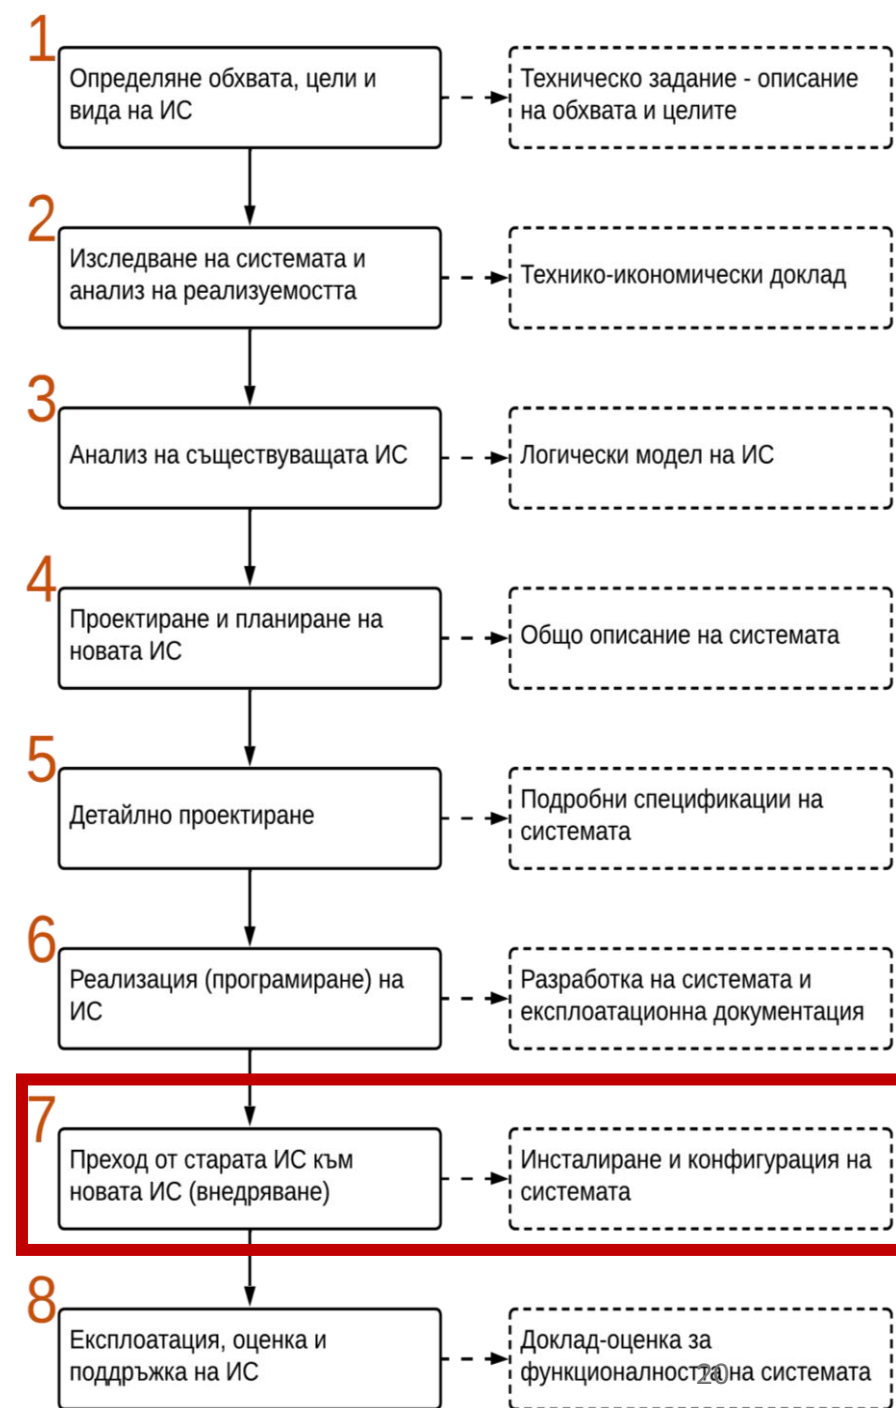 1
Определяне обхвата, цели и
вида на ИС
Техническо задание - описание
на обхвата и целите
2
Изследване на системата и
анализ на реализуемостта
Технико-икономически доклад
3
Анализ на съществуващата ИС
Логически модел на ИС
4
Проектиране и планиране на
новата ИС
Общо описание на системата
5
Детайлно проектиране
Подробни спецификации на
системата
6
Реализация (програмиране) на
ИС
Разработка на системата и
експлоатационна документация
7
Преход от старата ИС към
новата ИС (внедряване)
Инсталиране и конфигурация на
системата
8
Експлоатация, оценка и
поддръжка на ИС
Доклад-оценка за
функционалността на системата
20